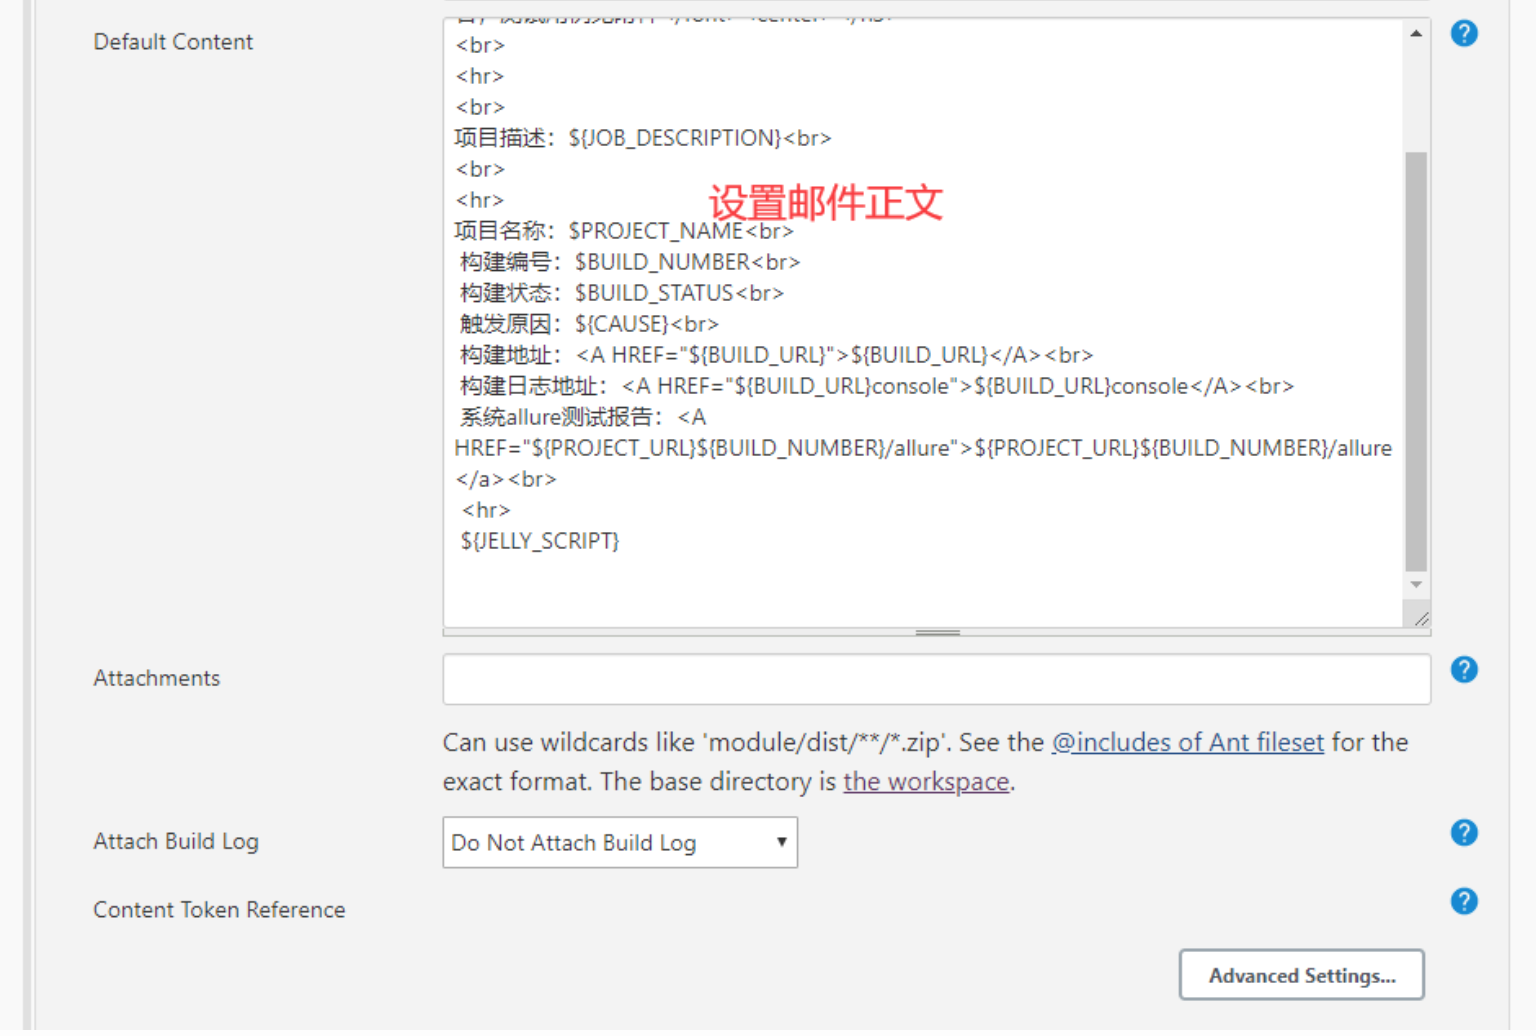 Default Content
<br>
<hr>
<br>
项目描述：${JOB_DESCRIPTION}<br>
<br>
<hr>
设置邮件正文
项目名称：$PROJECT_NAME<br>
构建编号：$BUILD_NUMBER<br>
构建状态：$BUILD_STATUS<br>
触发原因：${CAUSE}<br>
构建地址：<A HREF="${BUILD_URL}">${BUILD_URL}</A><br>
构建日志地址：<A HREF="${BUILD_URL}console">${BUILD_URL}console</A><br>
系统allure测试报告：<A
HREF="${PROJECT_URL}${BUILD_NUMBER}/allure">${PROJECT_URL}${BUILD_NUMBER}/allure
</a><br>
<hr>
${JELLY_SCRIPT}
Attachments
Can use wildcards like 'module/dist/**/*.zip'. See the @includes of Ant fileset for the
exact format. The base directory is the workspace.
Attach Build Log
Do Not Attach Build Log
Content Token Reference
Advanced Settings...